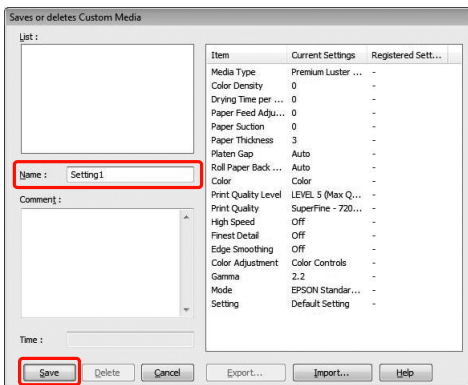 Saves or deletes Custom Media
List :
Name : Setting1
Comment :
Time :
Item Current Settings Registered Sett...
Media Type Premium Luster ... -
Color Density 0 -
Drying Time per ... 0 -
Paper Feed Adju... 0 -
Paper Suction 0 -
Paper Thickness 3 -
Platen Gap Auto -
Roll Paper Back ... Auto -
Color Color -
Print Quality Level LEVEL 5 (Max Q... -
Print Quality SuperFine - 720... -
High Speed Off -
Finest Detail Off -
Edge Smoothing Off -
Color Adjustment Color Controls -
Gamma 2.2 -
Mode EPSON Standar... -
Setting Default Setting -
Save Delete Cancel Export... Import... Help